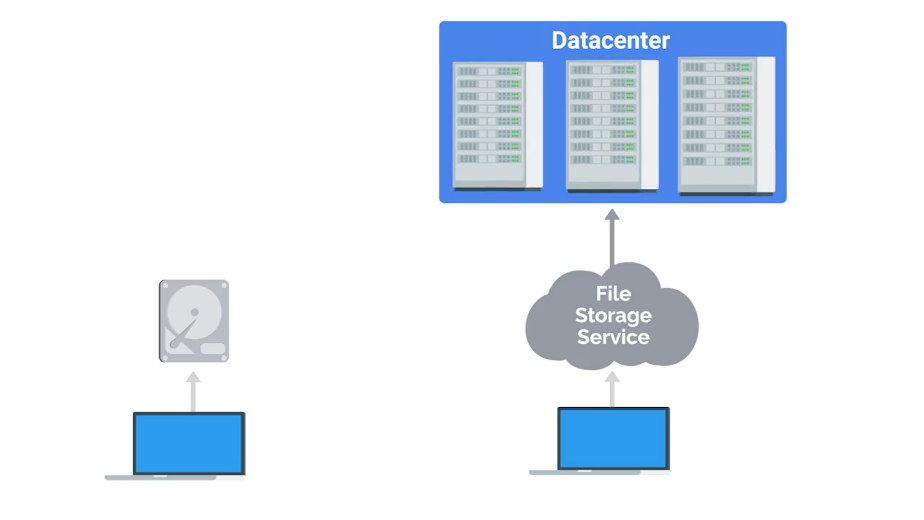 Datacenter
File
Storage
Service